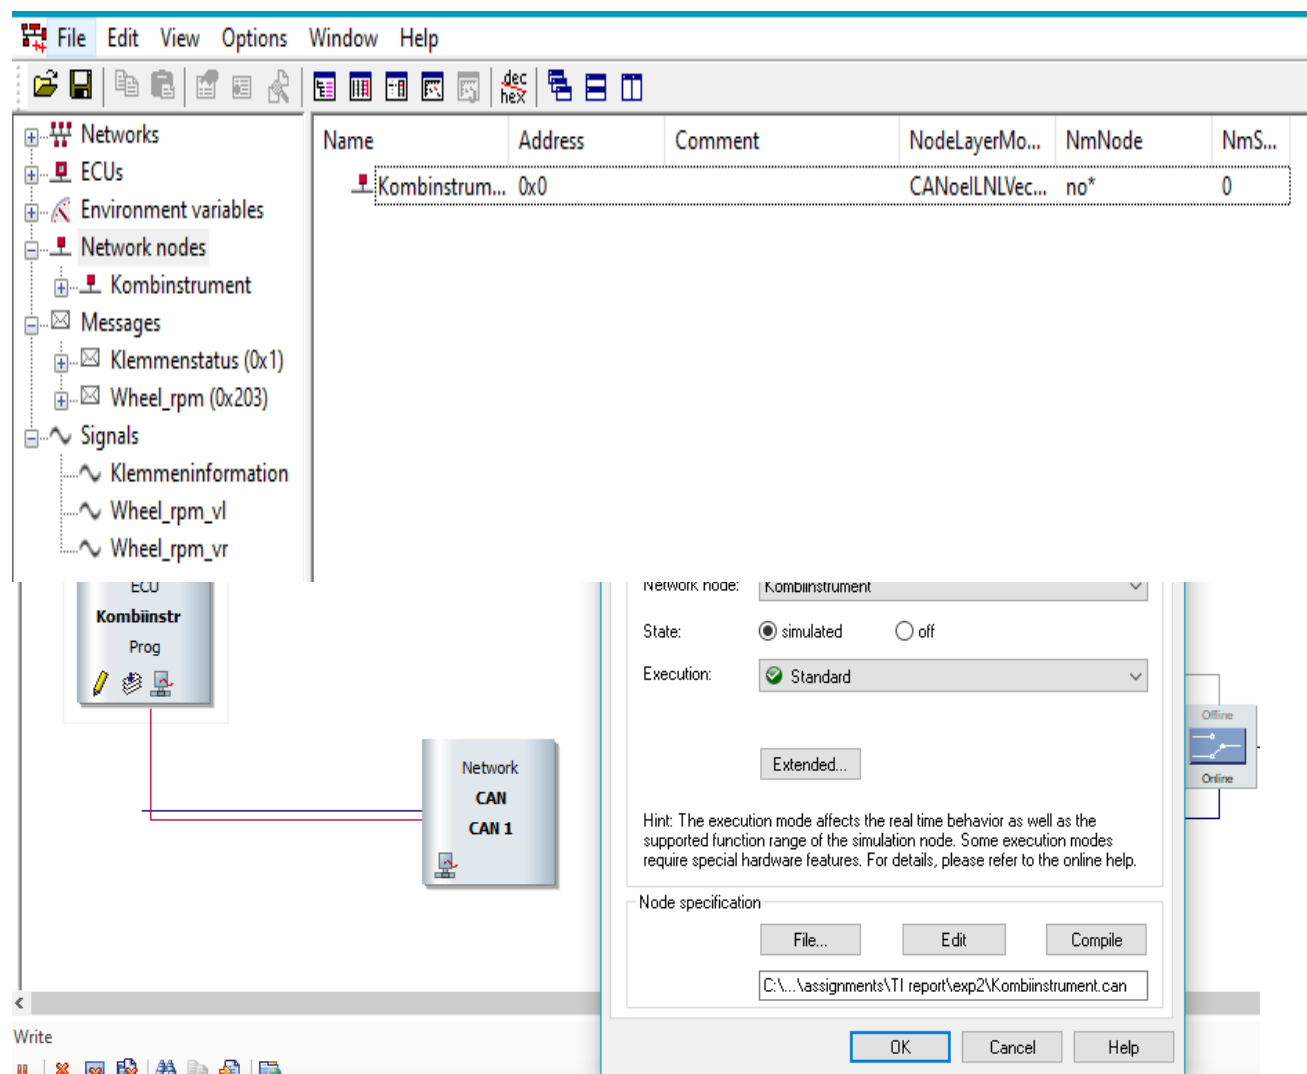 File Edit View Options Window Help
dec
hex
Networks
ECUs
Environment variables
Network nodes
Kombinstrument
Messages
Klemmenstatus (0x1)
Wheel_rpm (0x203)
Signals
Klemmeninformation
Wheel_rpm_vl
Wheel_rpm_vr
Name Address Comment NodeLayerMo... NmNode NmS...
Kombinstrum... 0x0 CANoeILNLVec... no* 0
ECU
Kombiinstr
Prog
Network
CAN
CAN 1
Network node: Kombiinstrument
State: simulated off
Execution: Standard
Extended...
Hint: The execution mode affects the real time behavior as well as the
supported function range of the simulation node. Some execution modes
require special hardware features. For details, please refer to the online help.
Node specification
File... Edit Compile
C:\...\assignments\TI report\exp2\Kombiinstrument.can
OK Cancel Help
Offline
Online
Write